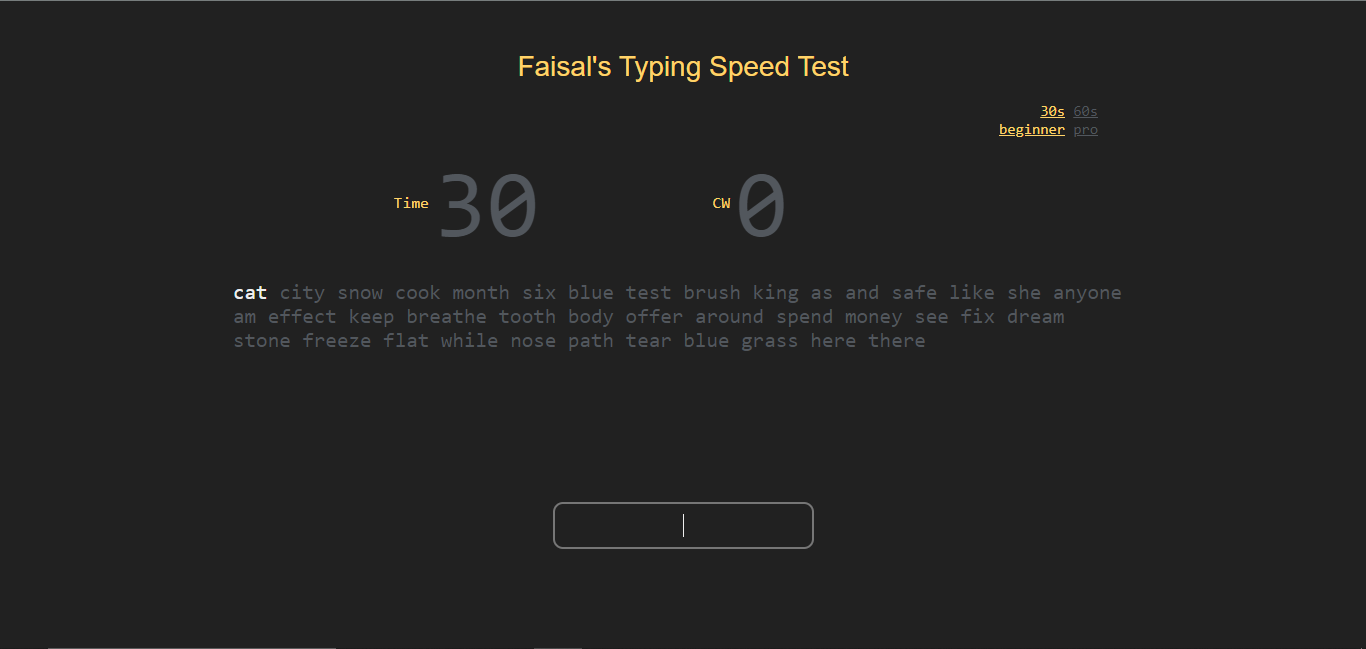 Faisal's Typing Speed Test
30s 60s
beginner pro
Time 30 CW 0
cat city snow cook month six blue test brush king as and safe like she anyone
am effect keep breathe tooth body offer around spend money see fix dream
stone freeze flat while nose path tear blue grass here there